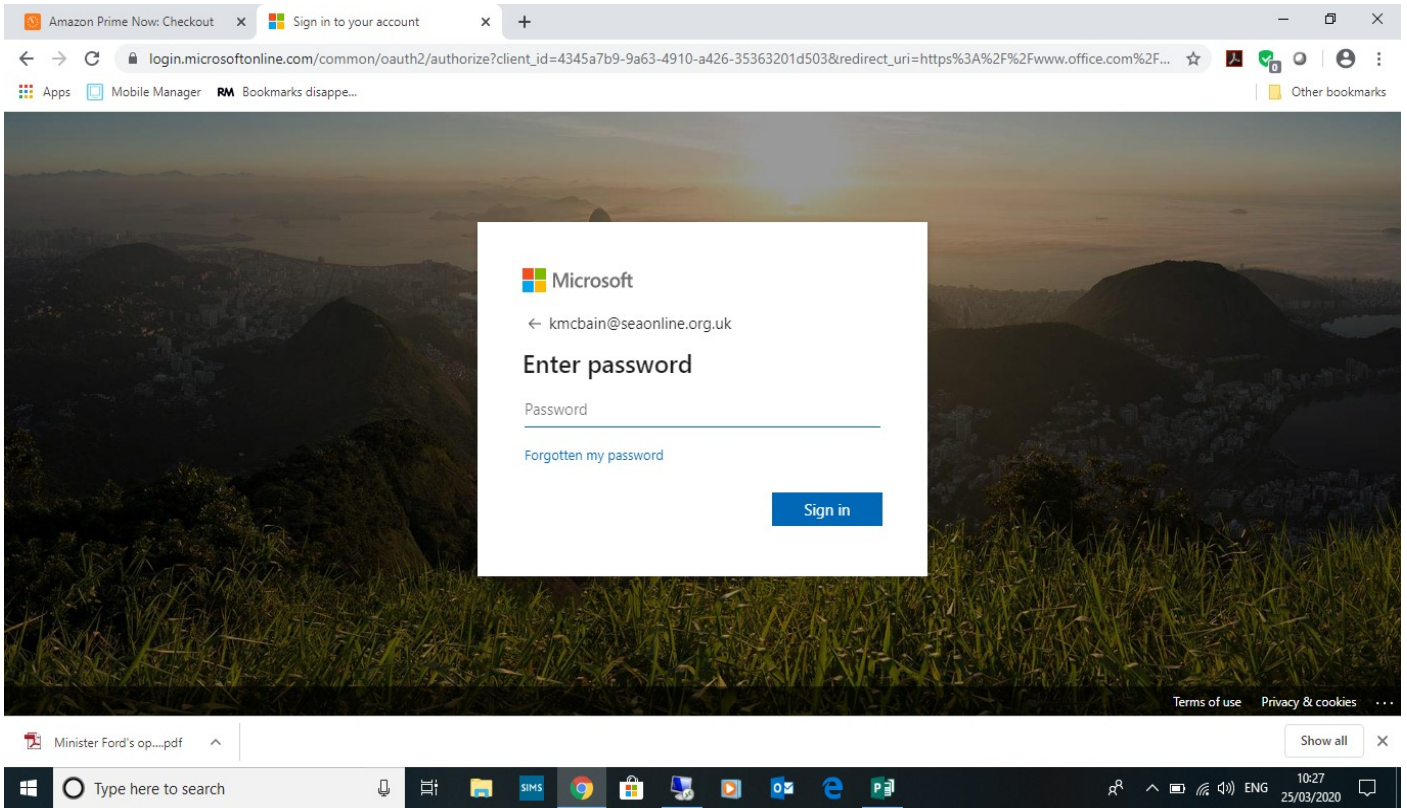 Amazon Prime Now: Checkout
Sign in to your account
login.microsoftonline.com/common/oauth2/authorize?client_id=4345a7b9-9a63-4910-a426-35363201d503&redirect_uri=https%3A%2F%2Fwww.office.com%2F...
0
Apps Mobile Manager RM Bookmarks disappe... Other bookmarks
Microsoft
← kmcbain@seaonline.org.uk
Enter password
Password
Forgotten my password
Sign in
Terms of use Privacy & cookies ...
Minister Ford's op....pdf Show all
Type here to search SIMS ENG 10:27
25/03/2020